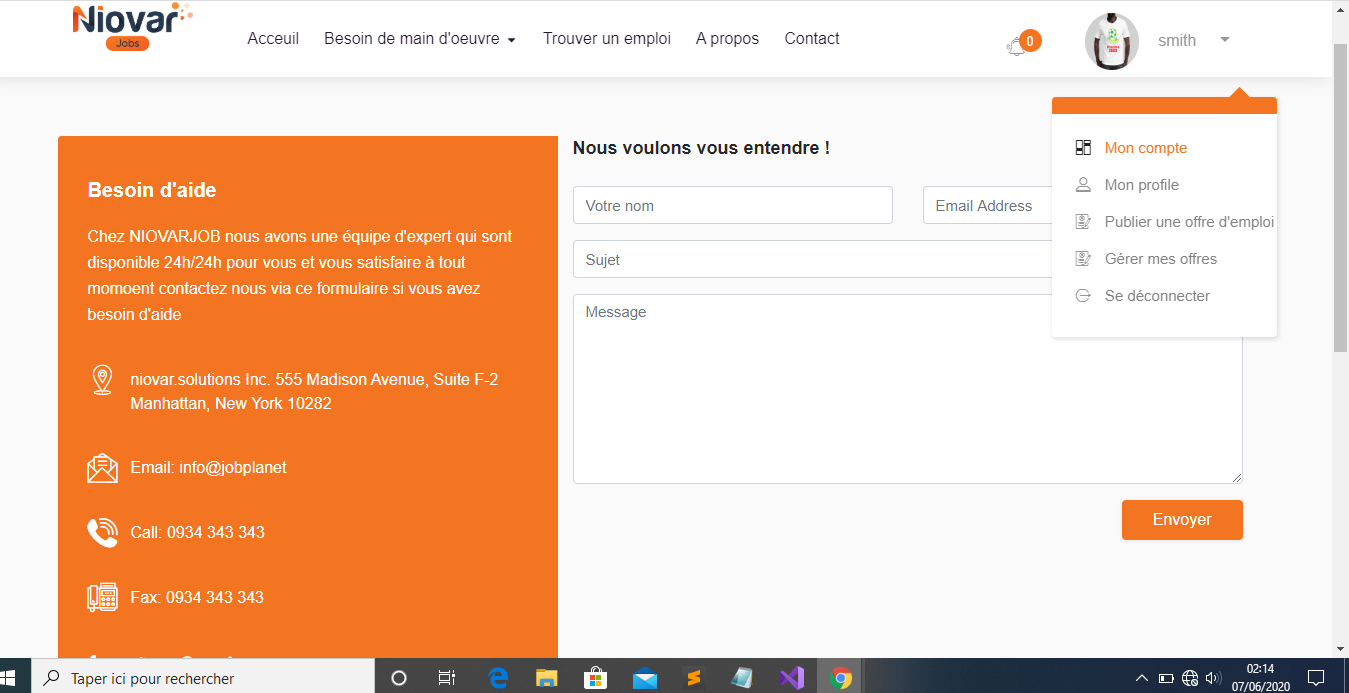 Niovar
Jobs
Acceuil
Besoin de main d'oeuvre
Trouver un emploi
A propos
Contact
0
smith
Mon compte
Mon profile
Publier une offre d'emploi
Gérer mes offres
Se déconnecter
Besoin d'aide
Chez NIOVARJOB nous avons une équipe d'expert qui sont
disponible 24h/24h pour vous et vous satisfaire à tout
momoent contactez nous via ce formulaire si vous avez
besoin d'aide
niovar.solutions Inc. 555 Madison Avenue, Suite F-2
Manhattan, New York 10282
Email: info@jobplanet
Call: 0934 343 343
Fax: 0934 343 343
Nous voulons vous entendre !
Votre nom
Email Address
Sujet
Message
Envoyer
Taper ici pour rechercher
02:14
07/06/2020